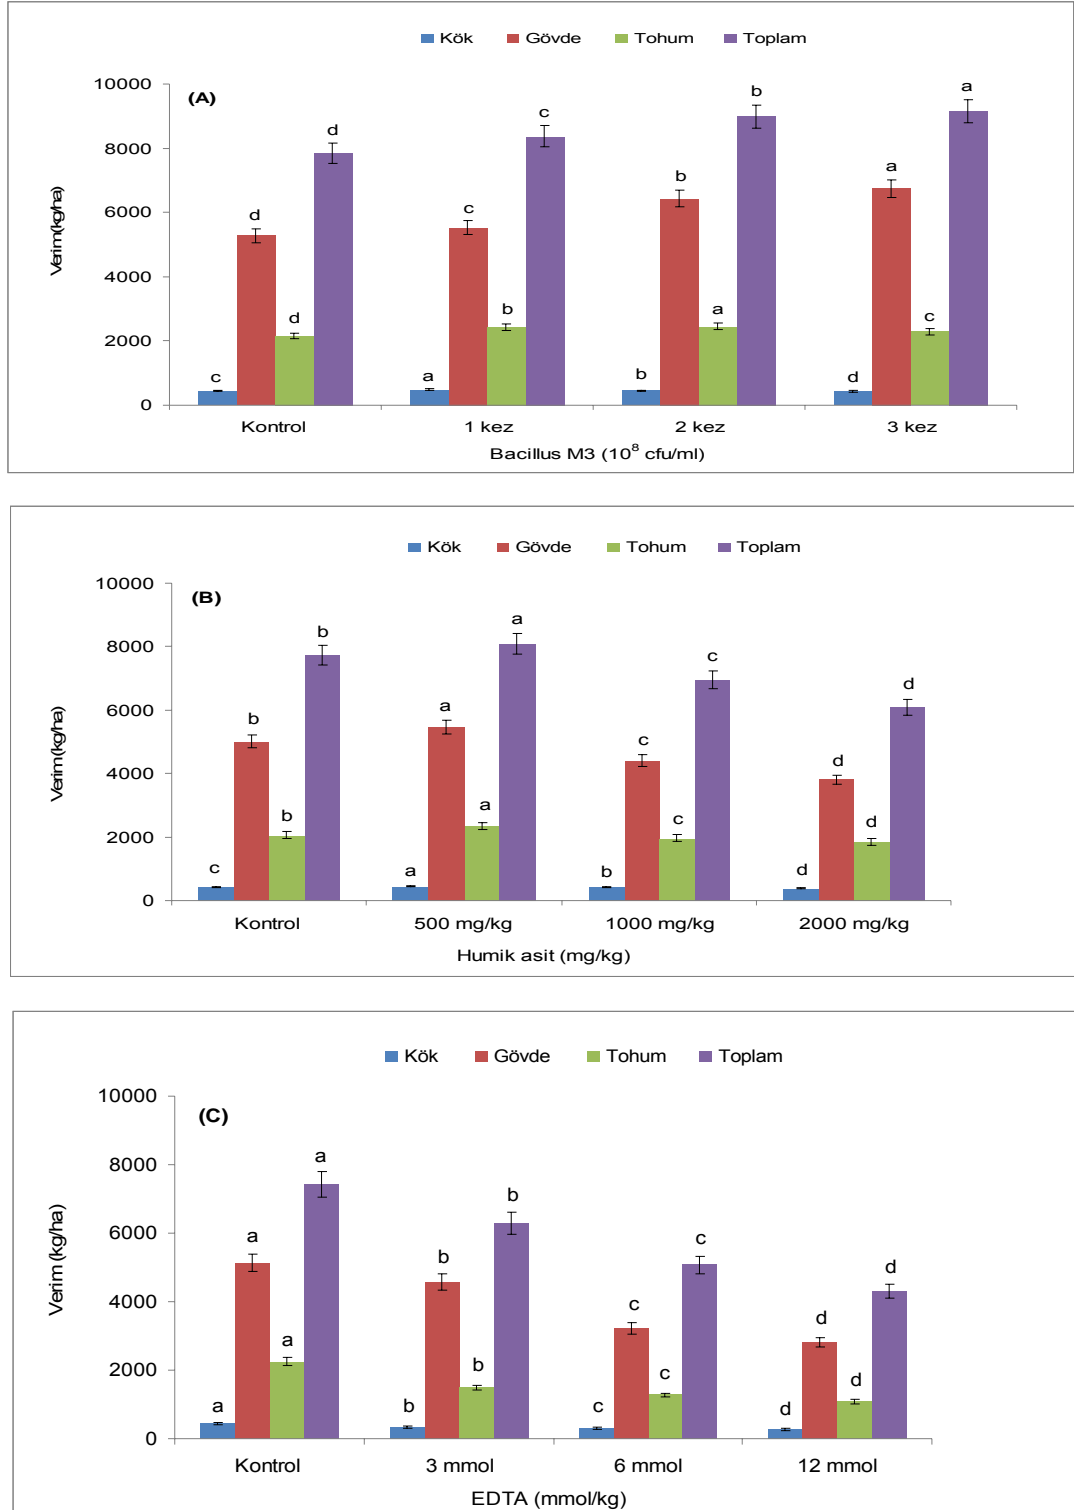 Kök Gövde Tohum Toplam
10000
(A)
a
b
c
d
8000
a
b
6000
c
d
4000
b
a
d
c
2000
c
a
b
d
0
Verim(kg/ha)
Kontrol 1 kez 2 kez 3 kez
Bacillus M3 (10⁸ cfu/ml)
Kök Gövde Tohum Toplam
10000
(B)
b
a
8000
c
d
b
a
6000
c
d
4000
b
a
c
d
2000
c
a
b
d
0
Verim(kg/ha)
Kontrol 500 mg/kg 1000 mg/kg 2000 mg/kg
Humik asit (mg/kg)
Kök Gövde Tohum Toplam
10000
(C)
a
8000
b
a
c
6000
b
d
4000
c
d
a
b
c
d
2000
a
b
c
d
0
Verim (kg/ha)
Kontrol 3 mmol 6 mmol 12 mmol
EDTA (mmol/kg)